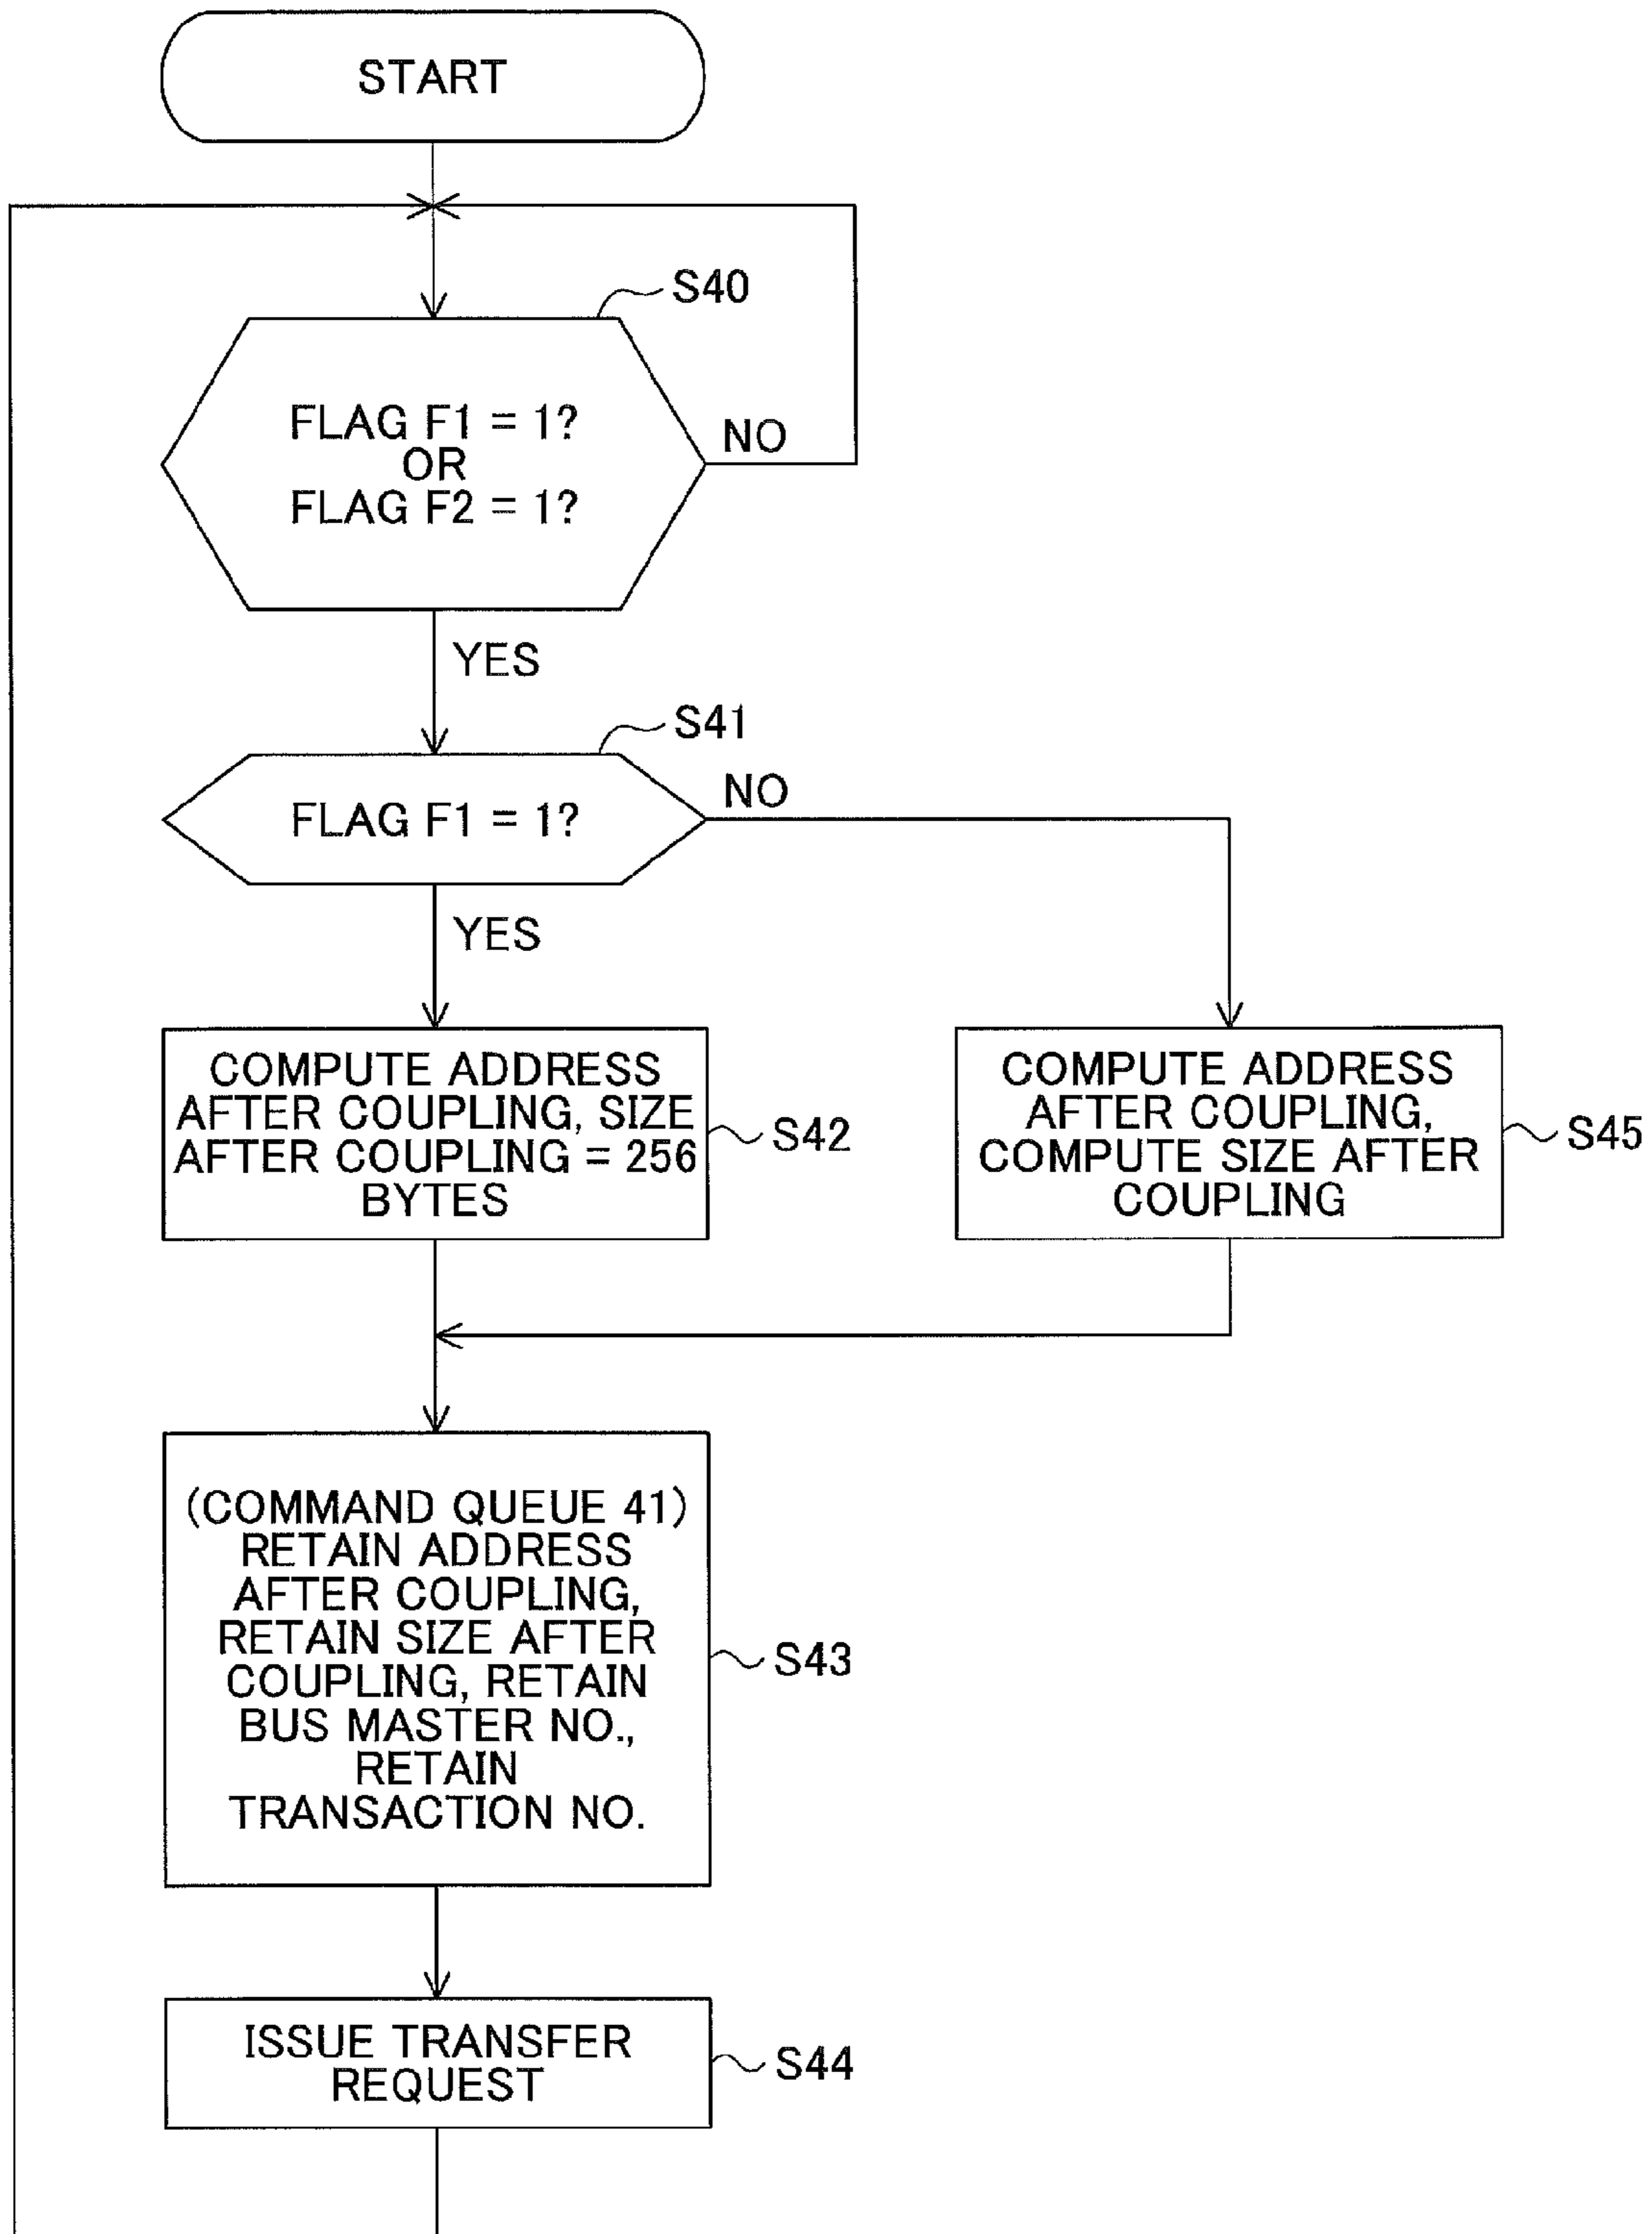 START
S40
FLAG F1 = 1?
OR
FLAG F2 = 1?
NO
YES
S41
FLAG F1 = 1?
NO
YES
COMPUTE ADDRESS
AFTER COUPLING, SIZE
AFTER COUPLING = 256
BYTES
S42
COMPUTE ADDRESS
AFTER COUPLING,
COMPUTE SIZE AFTER
COUPLING
S45
(COMMAND QUEUE 41)
RETAIN ADDRESS
AFTER COUPLING,
RETAIN SIZE AFTER
COUPLING, RETAIN
BUS MASTER NO.,
RETAIN
TRANSACTION NO.
S43
ISSUE TRANSFER
REQUEST
S44